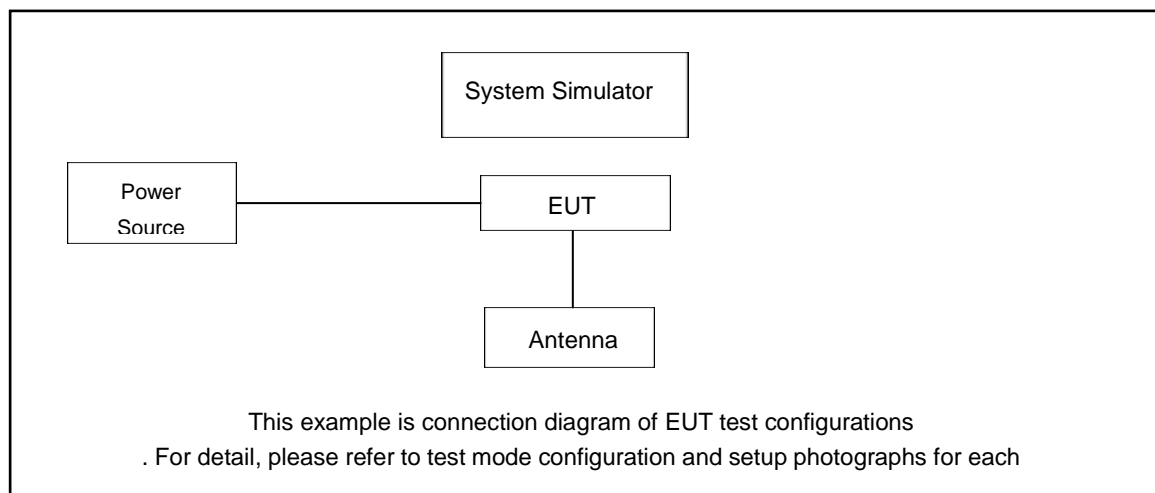 System Simulator
Power
Source
EUT
Antenna
This example is connection diagram of EUT test configurations
. For detail, please refer to test mode configuration and setup photographs for each